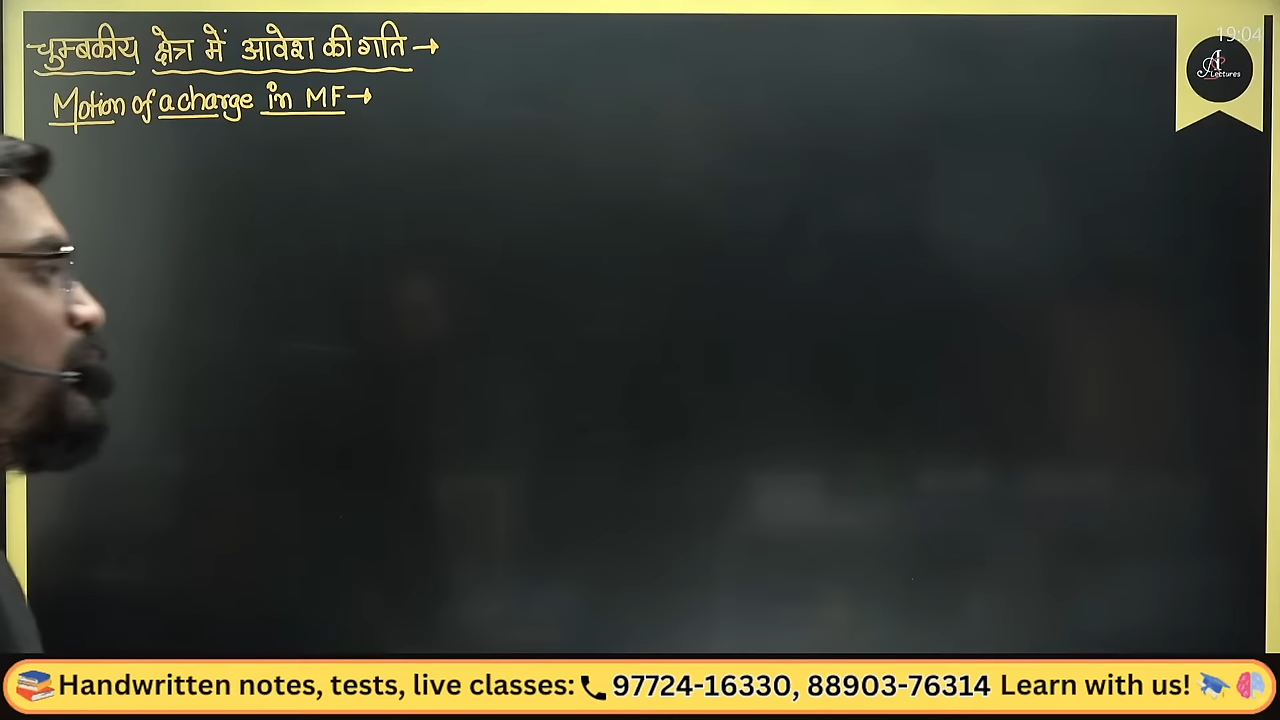 चुम्बकीय क्षेत्र में आवेश की गति →
Motion of a charge in MF →
19:04
A Lectures
Handwritten notes, tests, live classes: 97724-16330, 88903-76314 Learn with us!